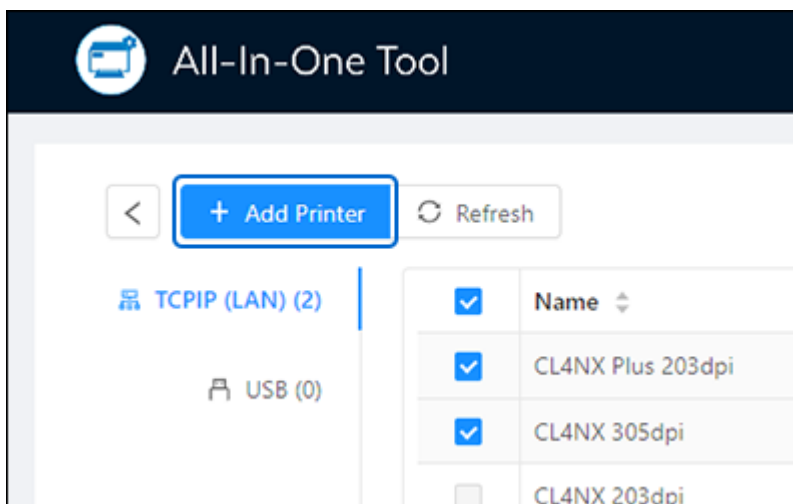 All-In-One Tool
+ Add Printer Refresh
TCPIP (LAN) (2) Name
CL4NX Plus 203dpi
USB (0)
CL4NX 305dpi
CL4NX 203dpi